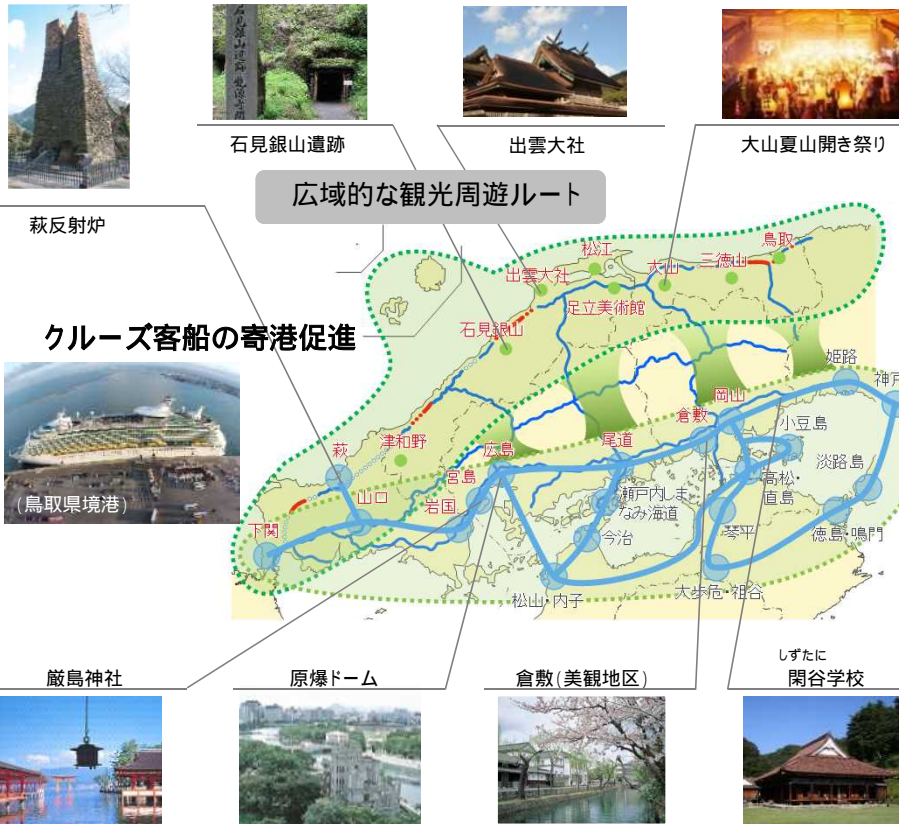 石見銀山遺跡
出雲大社
大山夏山開き祭り
萩反射炉
広域的な観光周遊ルート
クルーズ客船の寄港促進
(鳥取県境港)
鳥取
松江
大山
三徳山
出雲大社
足立美術館
石見銀山
姫路
神戸
岡山
倉敷
小豆島
尾道
広島
津和野
萩
宮島
淡路島
高松・
直島
瀬戸内しま
なみ海道
山口
岩国
下関
今治
琴平
徳島・鳴門
松山・内子
大歩危・祖谷
厳島神社
原爆ドーム
倉敷(美観地区)
しずたに
閑谷学校